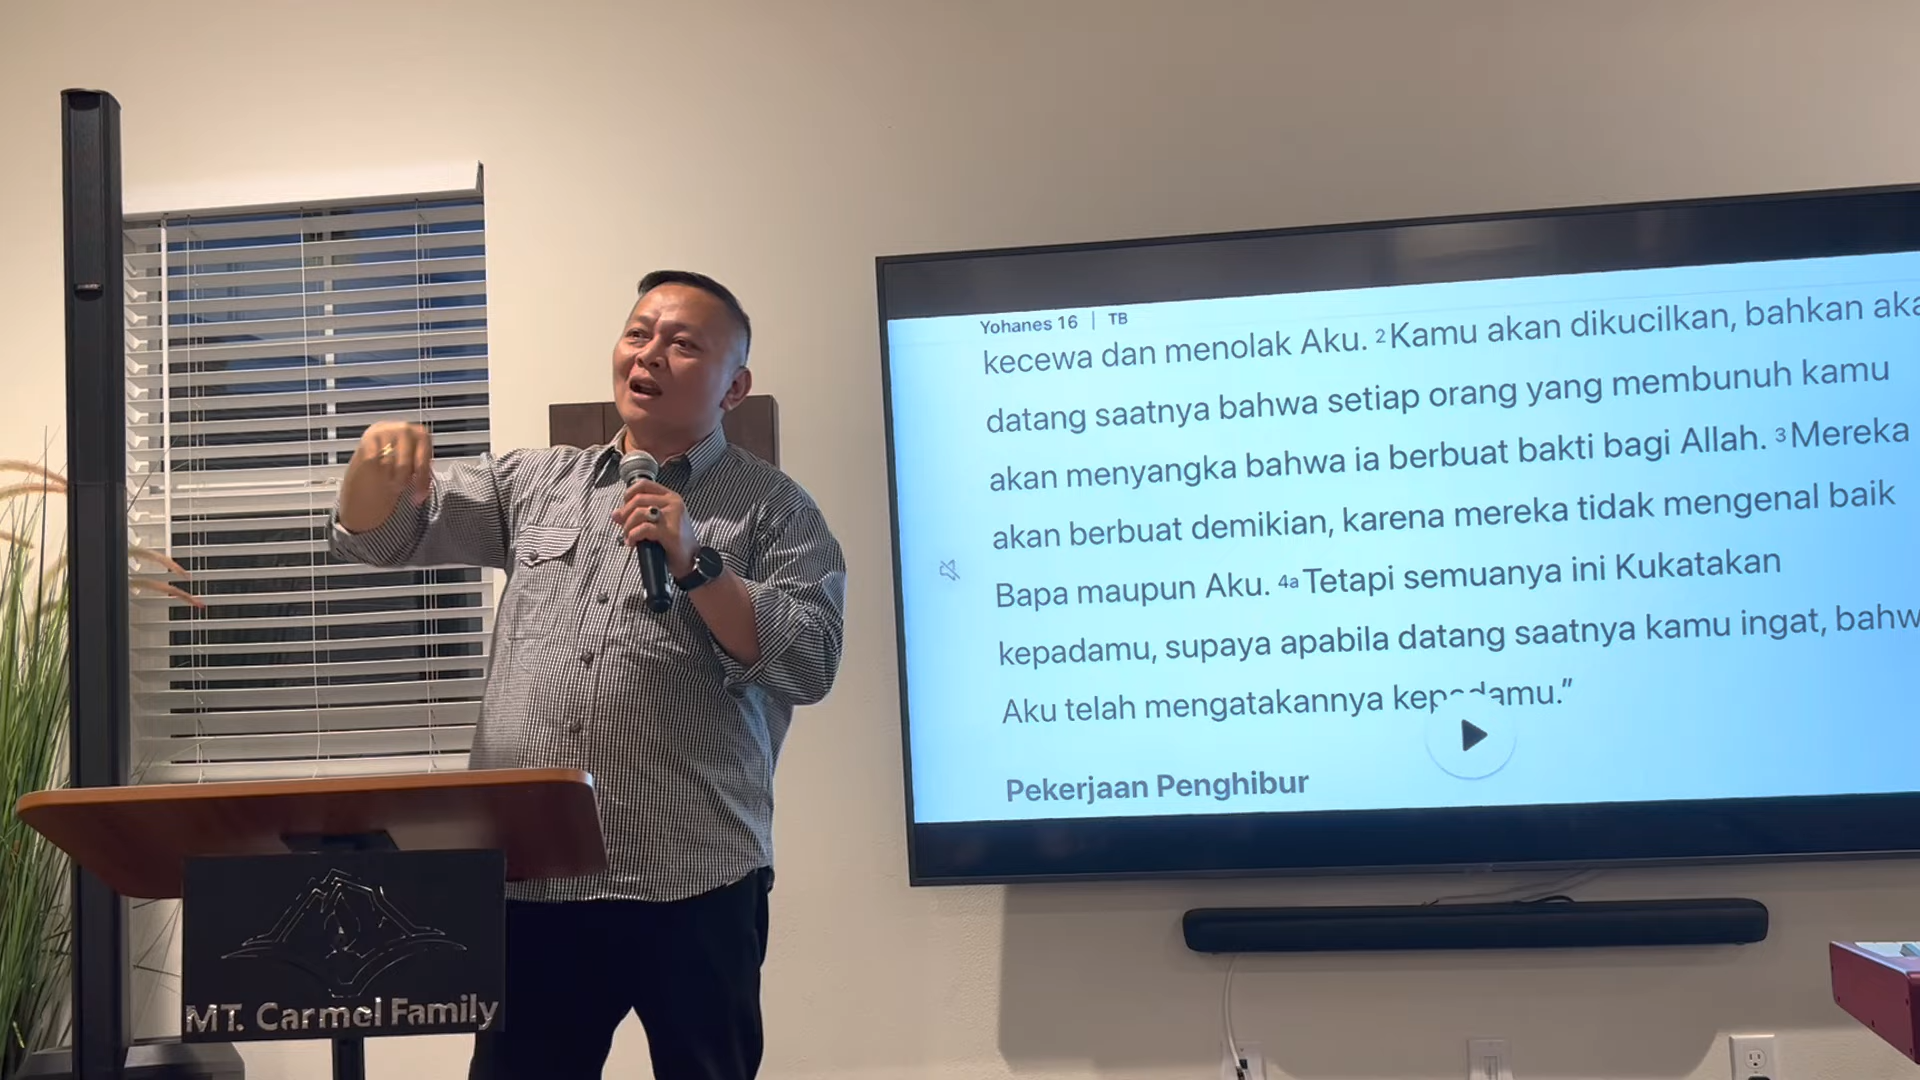 Yohanes 16 | TB
kecewa dan menolak Aku. 2 Kamu akan dikucilkan, bahkan
datang saatnya bahwa setiap orang yang membunuh kamu
akan menyangka bahwa ia berbuat bakti bagi Allah. 3 Mereka
akan berbuat demikian, karena mereka tidak mengenal baik
Bapa maupun Aku. 4a Tetapi semuanya ini Kukatakan
kepadamu, supaya apabila datang saatnya kamu ingat,
Aku telah mengatakannya kepadamu."
Pekerjaan Penghibur
MT. Carmel Family